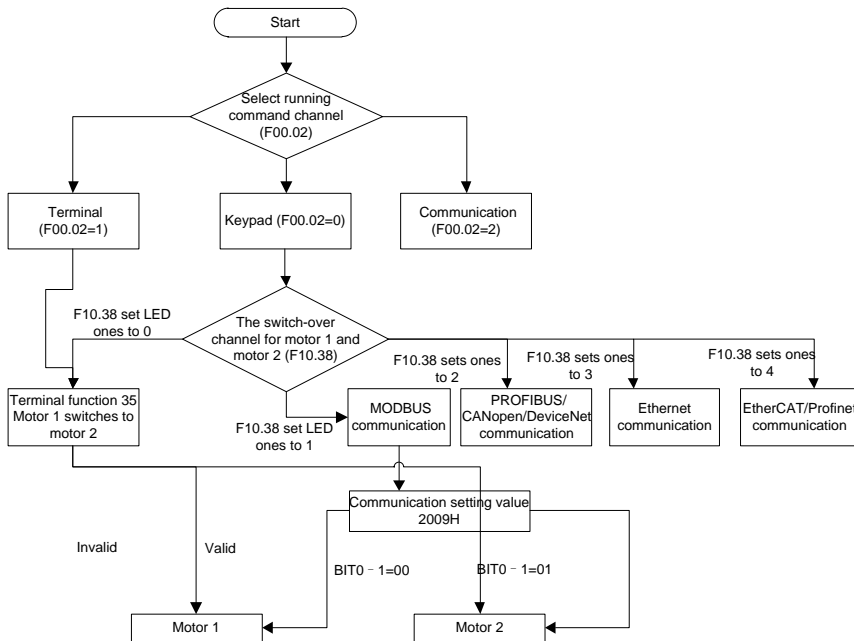 Start
Select running
command channel
(F00.02)
Terminal
(F00.02=1)
Keypad (F00.02=0)
Communication
(F00.02=2)
F10.38 set LED
ones to 0
The switch-over
channel for motor 1 and
motor 2 (F10.38)
F10.38 sets ones
to 2
F10.38 sets ones
to 3
F10.38 sets ones
to 4
Terminal function 35
Motor 1 switches to
motor 2
F10.38 set LED
ones to 1
MODBUS
communication
PROFIBUS/
CANopen/DeviceNet
communication
Ethernet
communication
EtherCAT/Profinet
communication
Communication setting value
2009H
Invalid
Valid
BIT0-1=00
BIT0-1=01
Motor 1
Motor 2